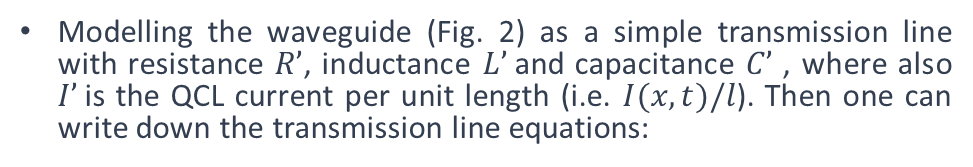 • Modelling the waveguide (Fig. 2) as a simple transmission line
with resistance R’, inductance L’ and capacitance C’ , where also
I’ is the QCL current per unit length (i.e. I(x, t)/l). Then one can
write down the transmission line equations: